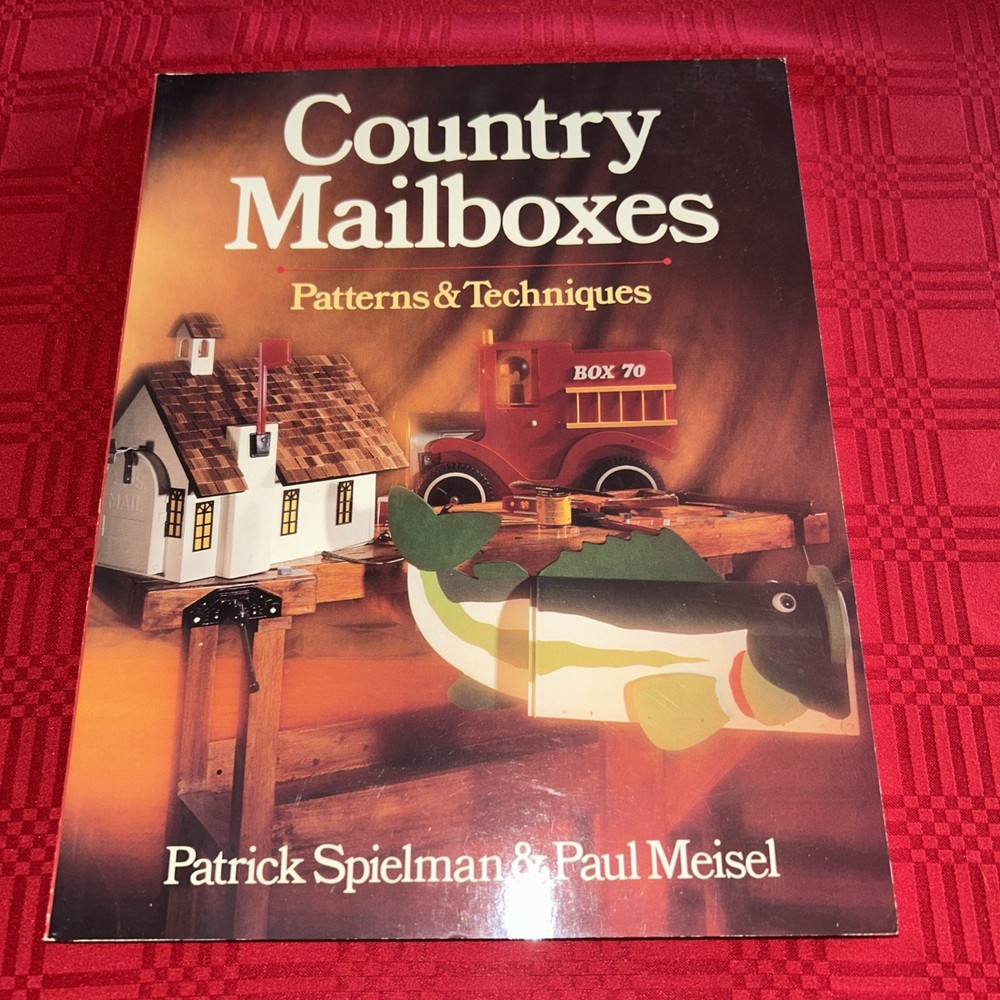 Country
Mailboxes
Patterns & Techniques
BOX 70
MAIL
Patrick Spielman & Paul Meisel